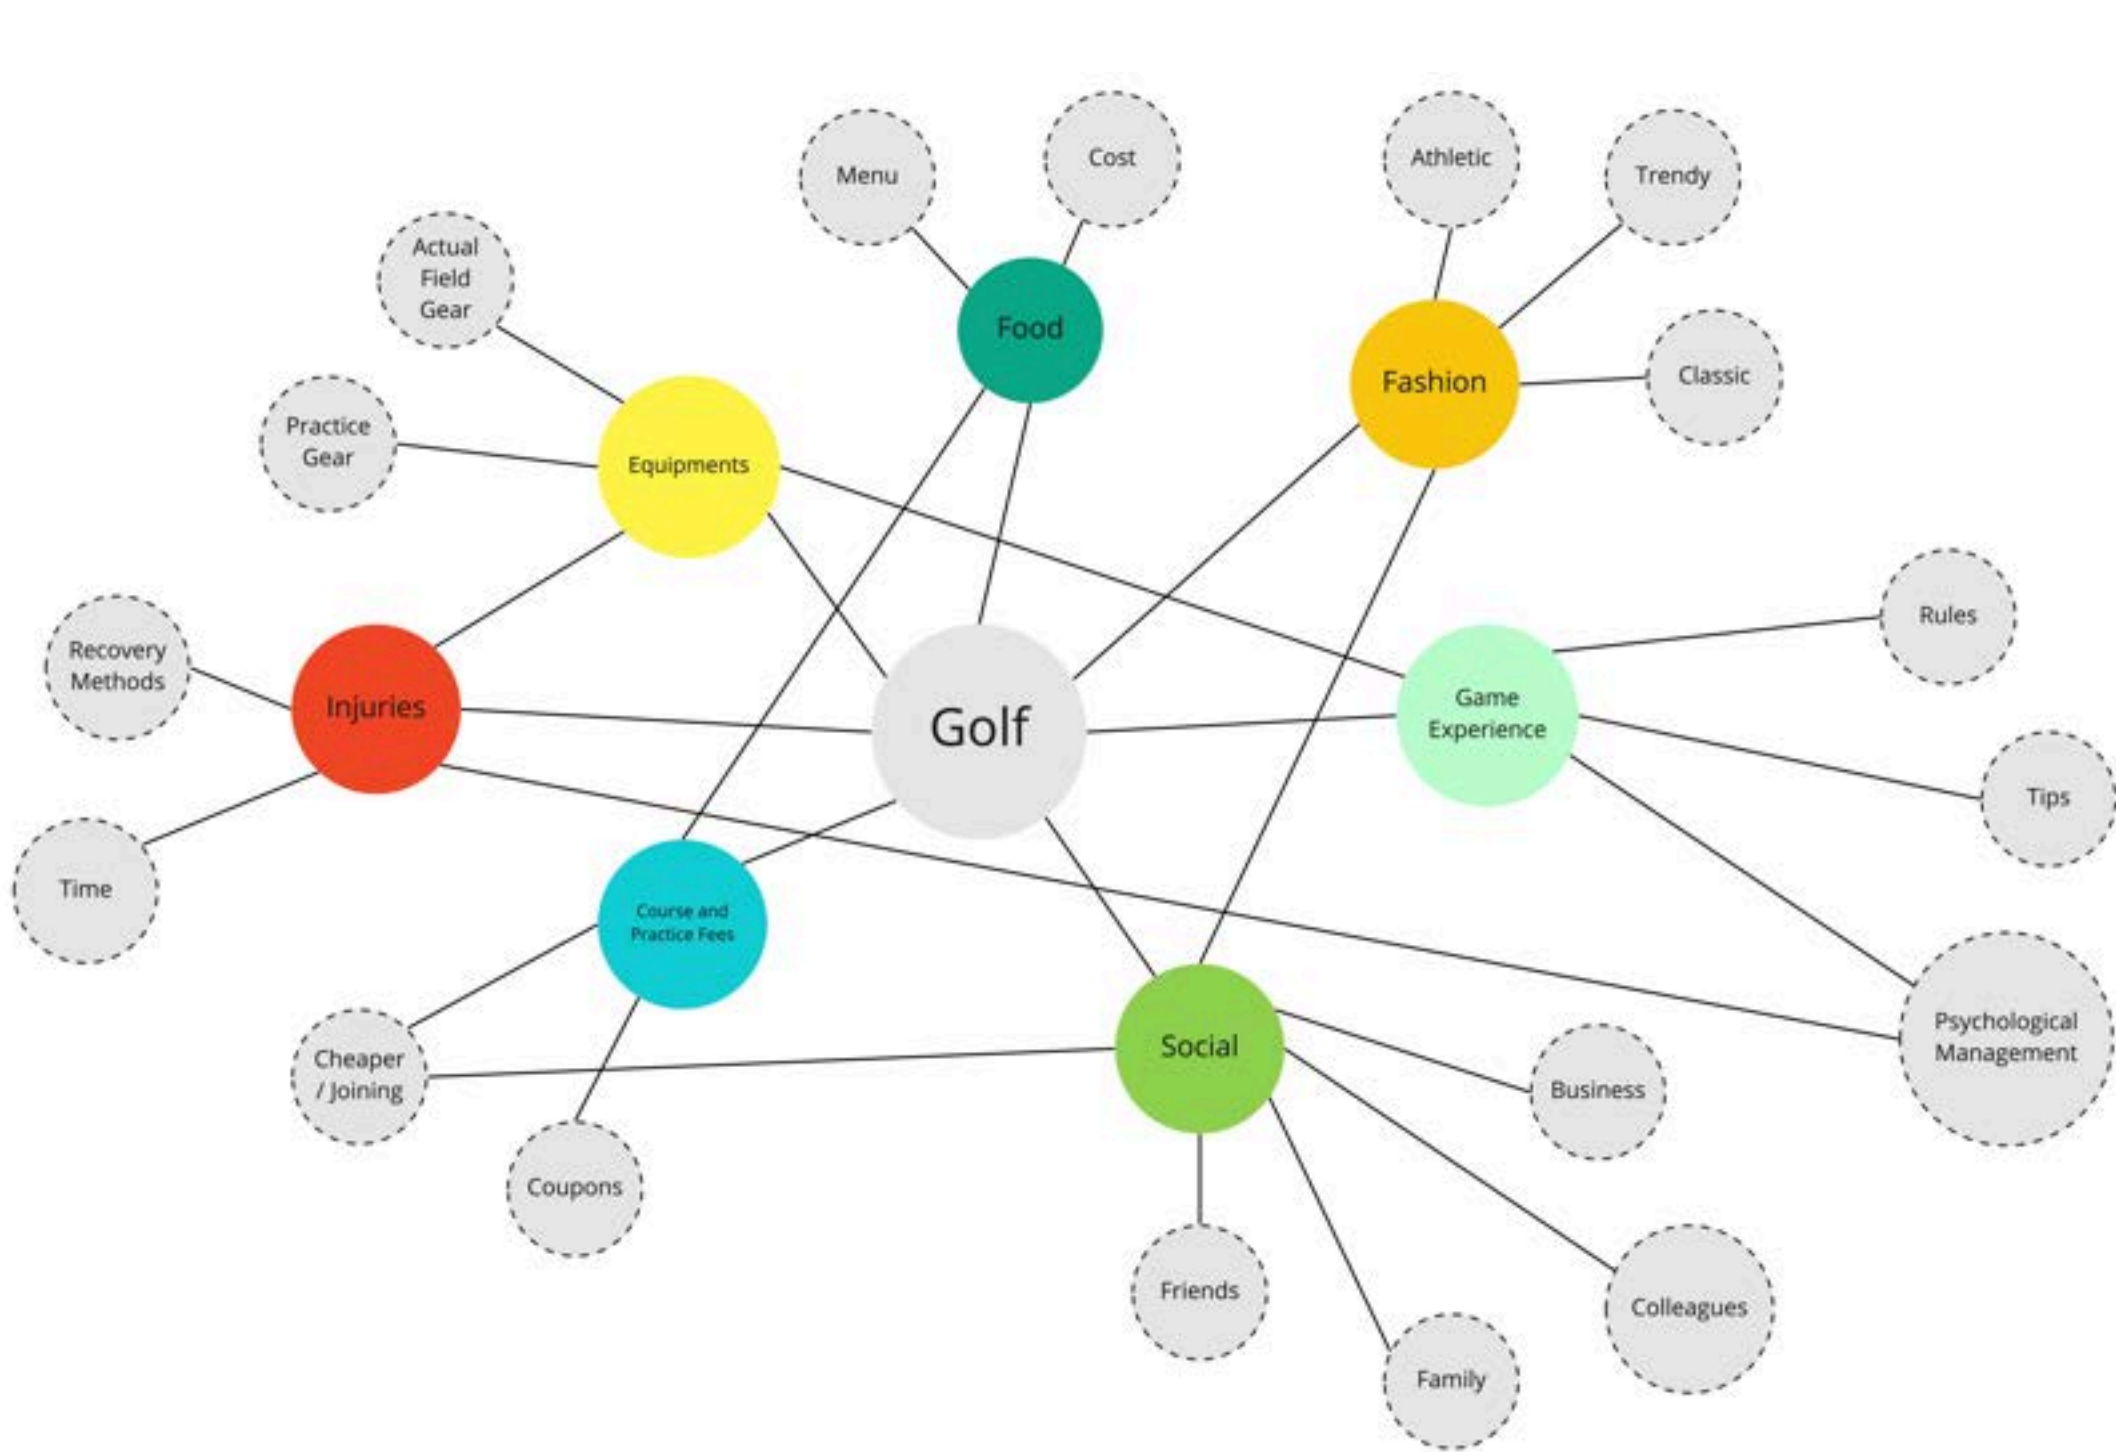 Cost
Athletic
Menu
Trendy
Actual
Field
Gear
Food
Fashion
Classic
Practice
Gear
Equipments
Rules
Recovery
Methods
Injuries
Golf
Game
Experience
Tips
Time
Course and
Practice Fees
Psychological
Management
Social
Cheaper
/ Joining
Business
Coupons
Friends
Colleagues
Family